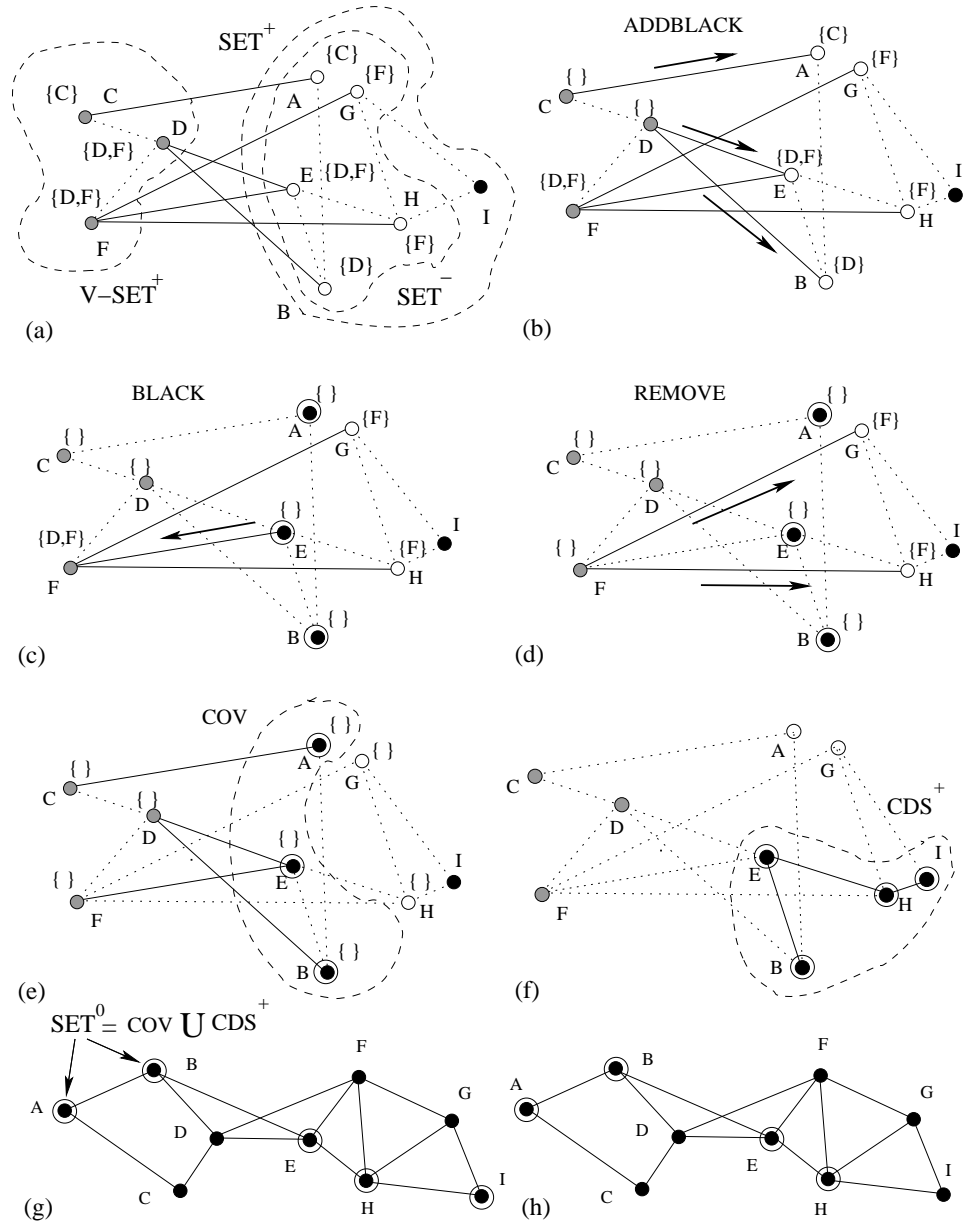 SET+
{C}
{C}
C
A
{F}
G
D
{D,F}
{D,F}
E
{D,F}
H
I
F
{F}
{D}
V–SET+
B
SET–
(a)
ADDBLACK
{C}
{ }
A
{F}
C
G
{ }
D
{D,F}
{D,F}
I
E
{F}
H
F
{D}
B
(b)
BLACK
{ }
{ }
A
{F}
C
{ }
G
D
{ }
I
{D,F}
E
{F}
F
H
{ }
B
(c)
REMOVE
{ }
{ }
A
{F}
C
{ }
G
D
{ }
I
{ }
E
{F}
F
H
{ }
B
(d)
COV
{ }
{ }
A
{ }
C
G
{ }
D
{ }
I
{ }
E
{ }
F
H
{ }
B
(e)
A
G
C
CDS+
D
I
E
F
H
B
(f)
SET0= COV U CDS+
B
F
G
A
D
E
I
C
H
(g)
B
F
G
A
D
E
I
C
H
(h)